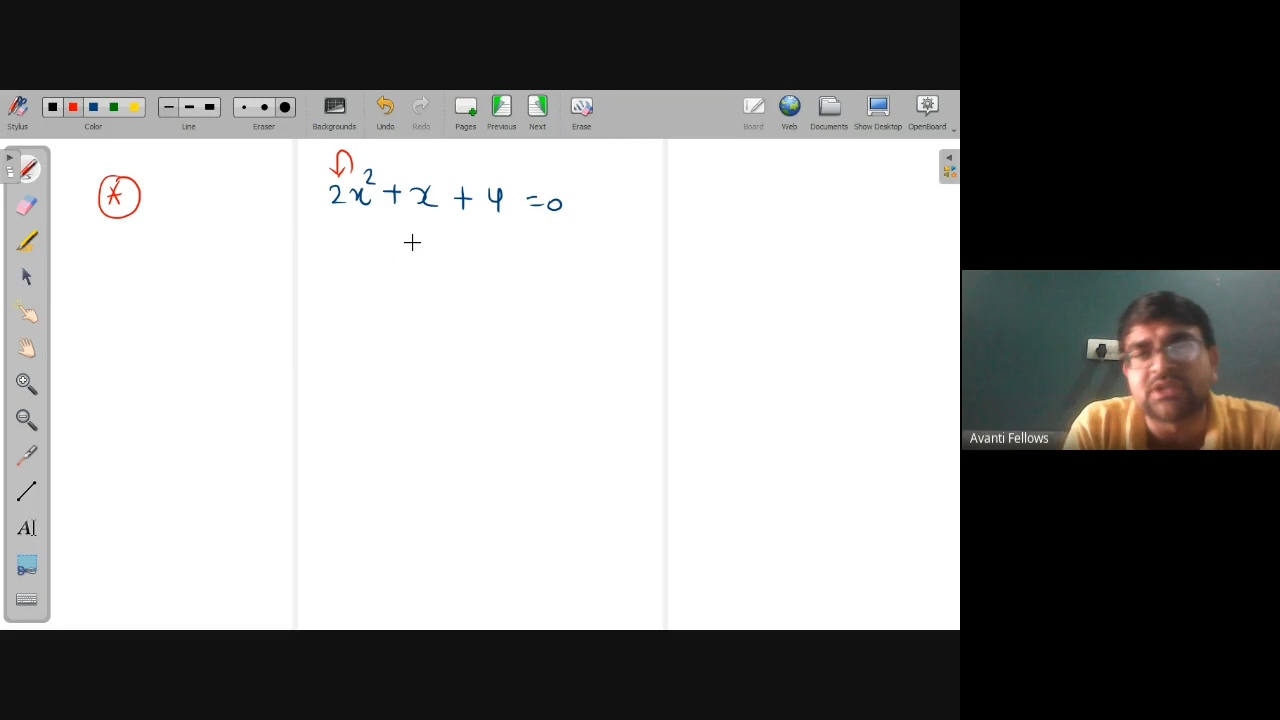 Stylus Color Line Eraser Backgrounds Undo Redo Pages Previous Next Erase Board Web Documents Show Desktop OpenBoard
2x² + x + 4 = 0
Avanti Fellows